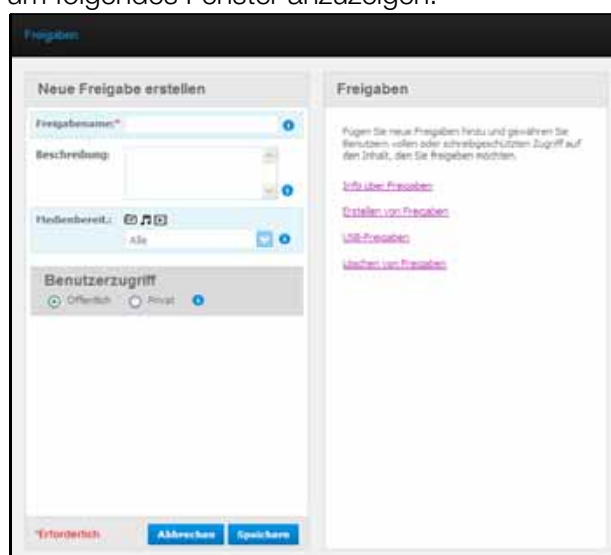 um folgendes Fenster anzuzeigen:
Freigaben
Neue Freigabe erstellen
Freigabename:*
Beschreibung:
Medienbereit.:
Alle
Benutzerzugriff
Öffentlich Privat
*Erforderlich
Abbrechen Speichern
Freigaben
Fügen Sie neue Freigaben hinzu und gewähren Sie
Benutzern vollen oder schreibgeschützten Zugriff auf
den Inhalt, den Sie freigeben möchten.
Info über Freigaben
Erstellen von Freigaben
USB-Freigaben
Löschen von Freigaben